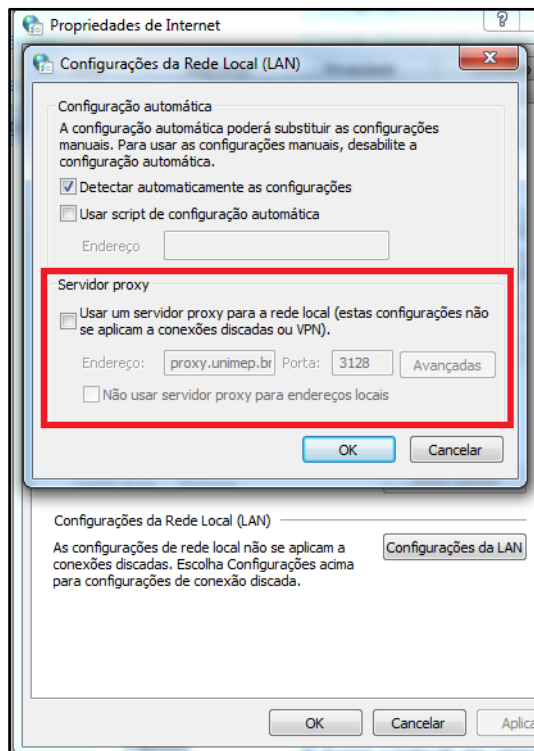 Propriedades de Internet
Configurações da Rede Local (LAN)
Configuração automática
A configuração automática poderá substituir as configurações
manuais. Para usar as configurações manuais, desabilite a
configuração automática.
Detectar automaticamente as configurações
Usar script de configuração automática
Endereço
Servidor proxy
Usar um servidor proxy para a rede local (estas configurações não
se aplicam a conexões discadas ou VPN).
Endereço: proxy.unimep.br Porta: 3128 Avançadas
Não usar servidor proxy para endereços locais
OK Cancelar
Configurações da Rede Local (LAN)
As configurações de rede local não se aplicam a
conexões discadas. Escolha Configurações acima
para configurações de conexão discada.
Configurações da LAN
OK Cancelar Aplica